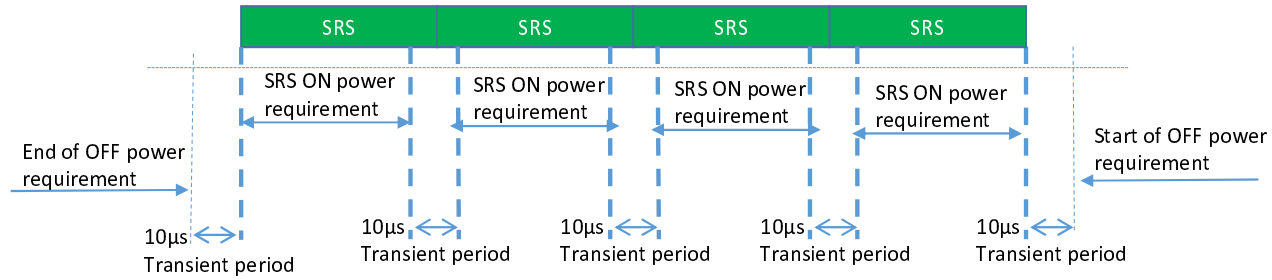 SRS SRS SRS SRS
SRS ON power
requirement
SRS ON power
requirement
SRS ON power
requirement
SRS ON power
requirement
End of OFF power
requirement
Start of OFF power
requirement
10µs
Transient period
10µs
Transient period
10µs
Transient period
10µs
Transient period
10µs
Transient period